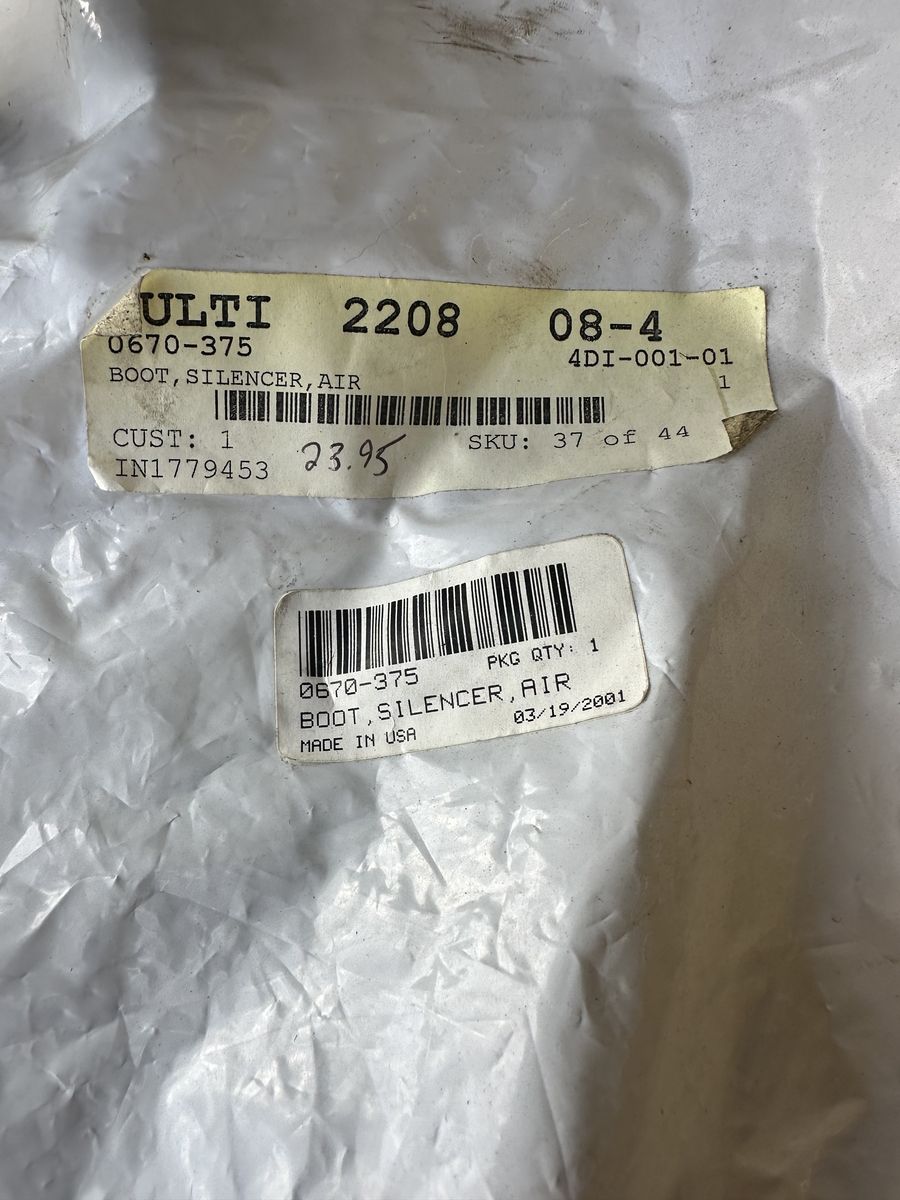 ULTI 2208 08-4
0670-375 4DI-001-01
BOOT,SILENCER,AIR 1
CUST: 1 SKU: 37 of 44
IN1779453 23.95
PKG QTY: 1
0670-375
BOOT,SILENCER,AIR
MADE IN USA 03/19/2001